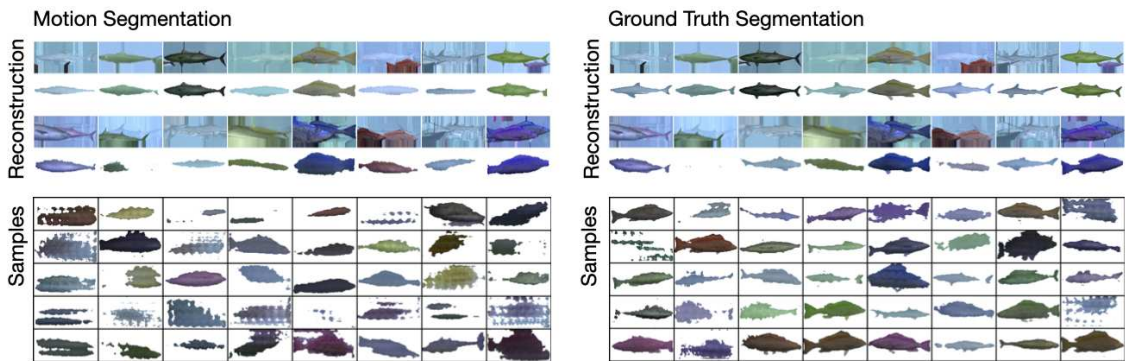 Motion Segmentation
Reconstruction
Samples
Ground Truth Segmentation
Reconstruction
Samples